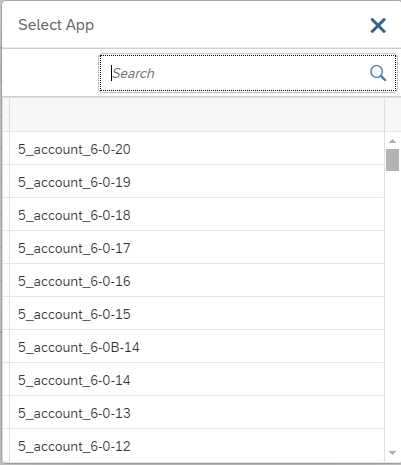 Select App
Search
5_account_6-0-20
5_account_6-0-19
5_account_6-0-18
5_account_6-0-17
5_account_6-0-16
5_account_6-0-15
5_account_6-0B-14
5_account_6-0-14
5_account_6-0-13
5_account_6-0-12